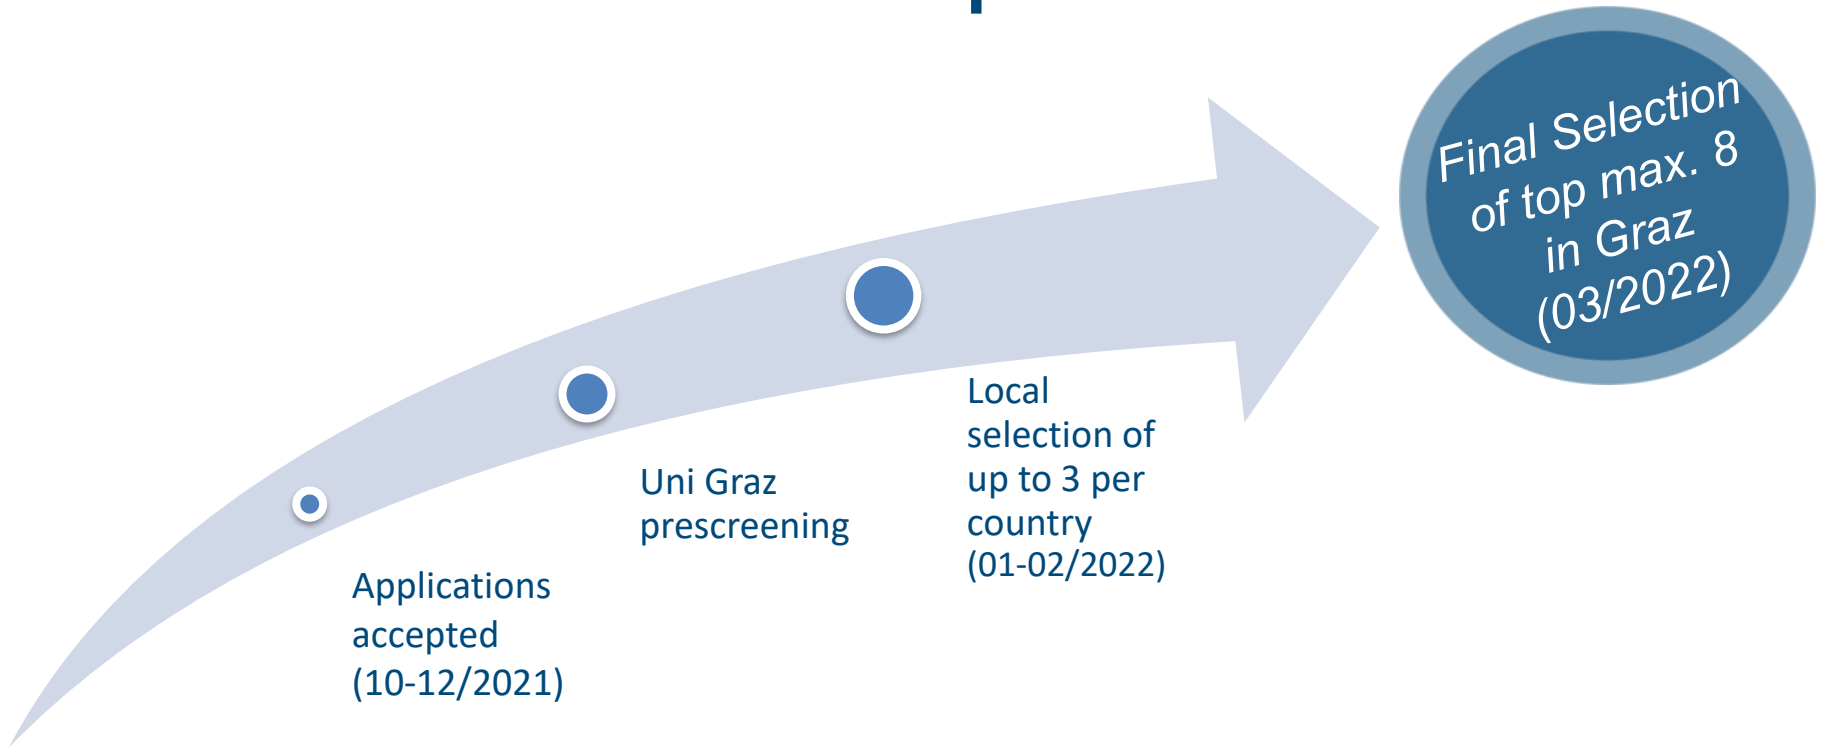 Applications
accepted
(10-12/2021)
Uni Graz
prescreening
Local
selection of
up to 3 per
country
(01-02/2022)
Final Selection
of top max. 8
in Graz
(03/2022)